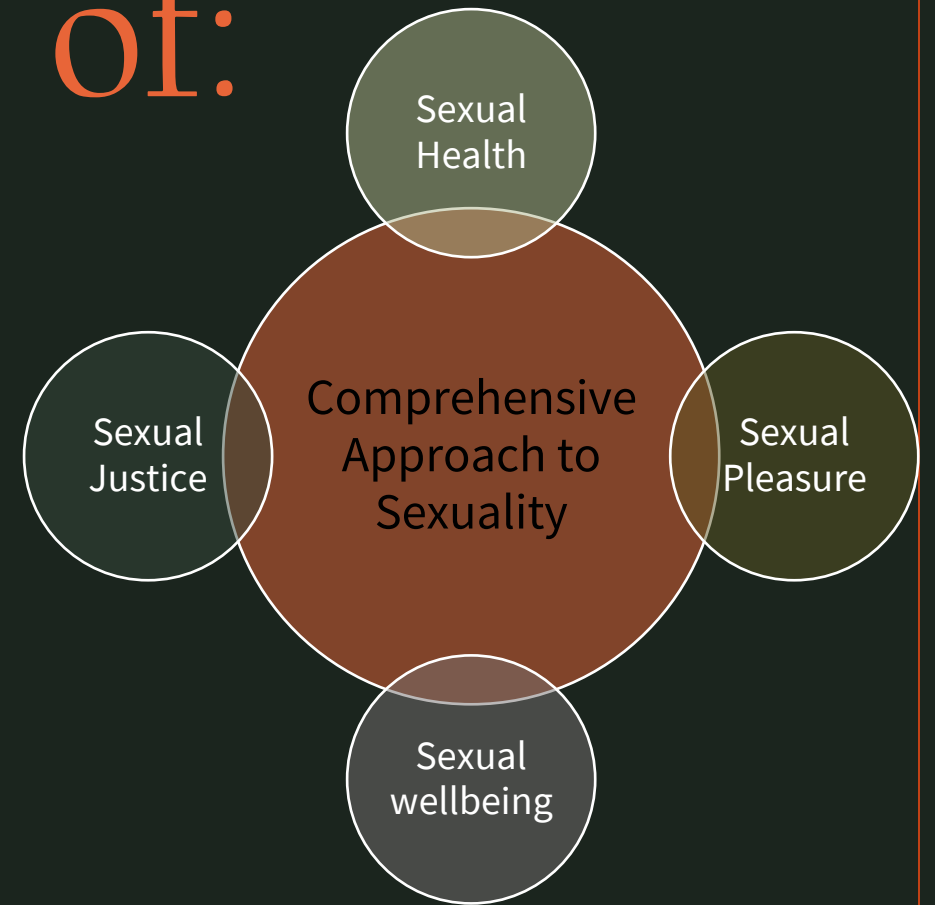 of:
Sexual
Health
Comprehensive
Approach to
Sexuality
Sexual
Justice
Sexual
Pleasure
Sexual
wellbeing